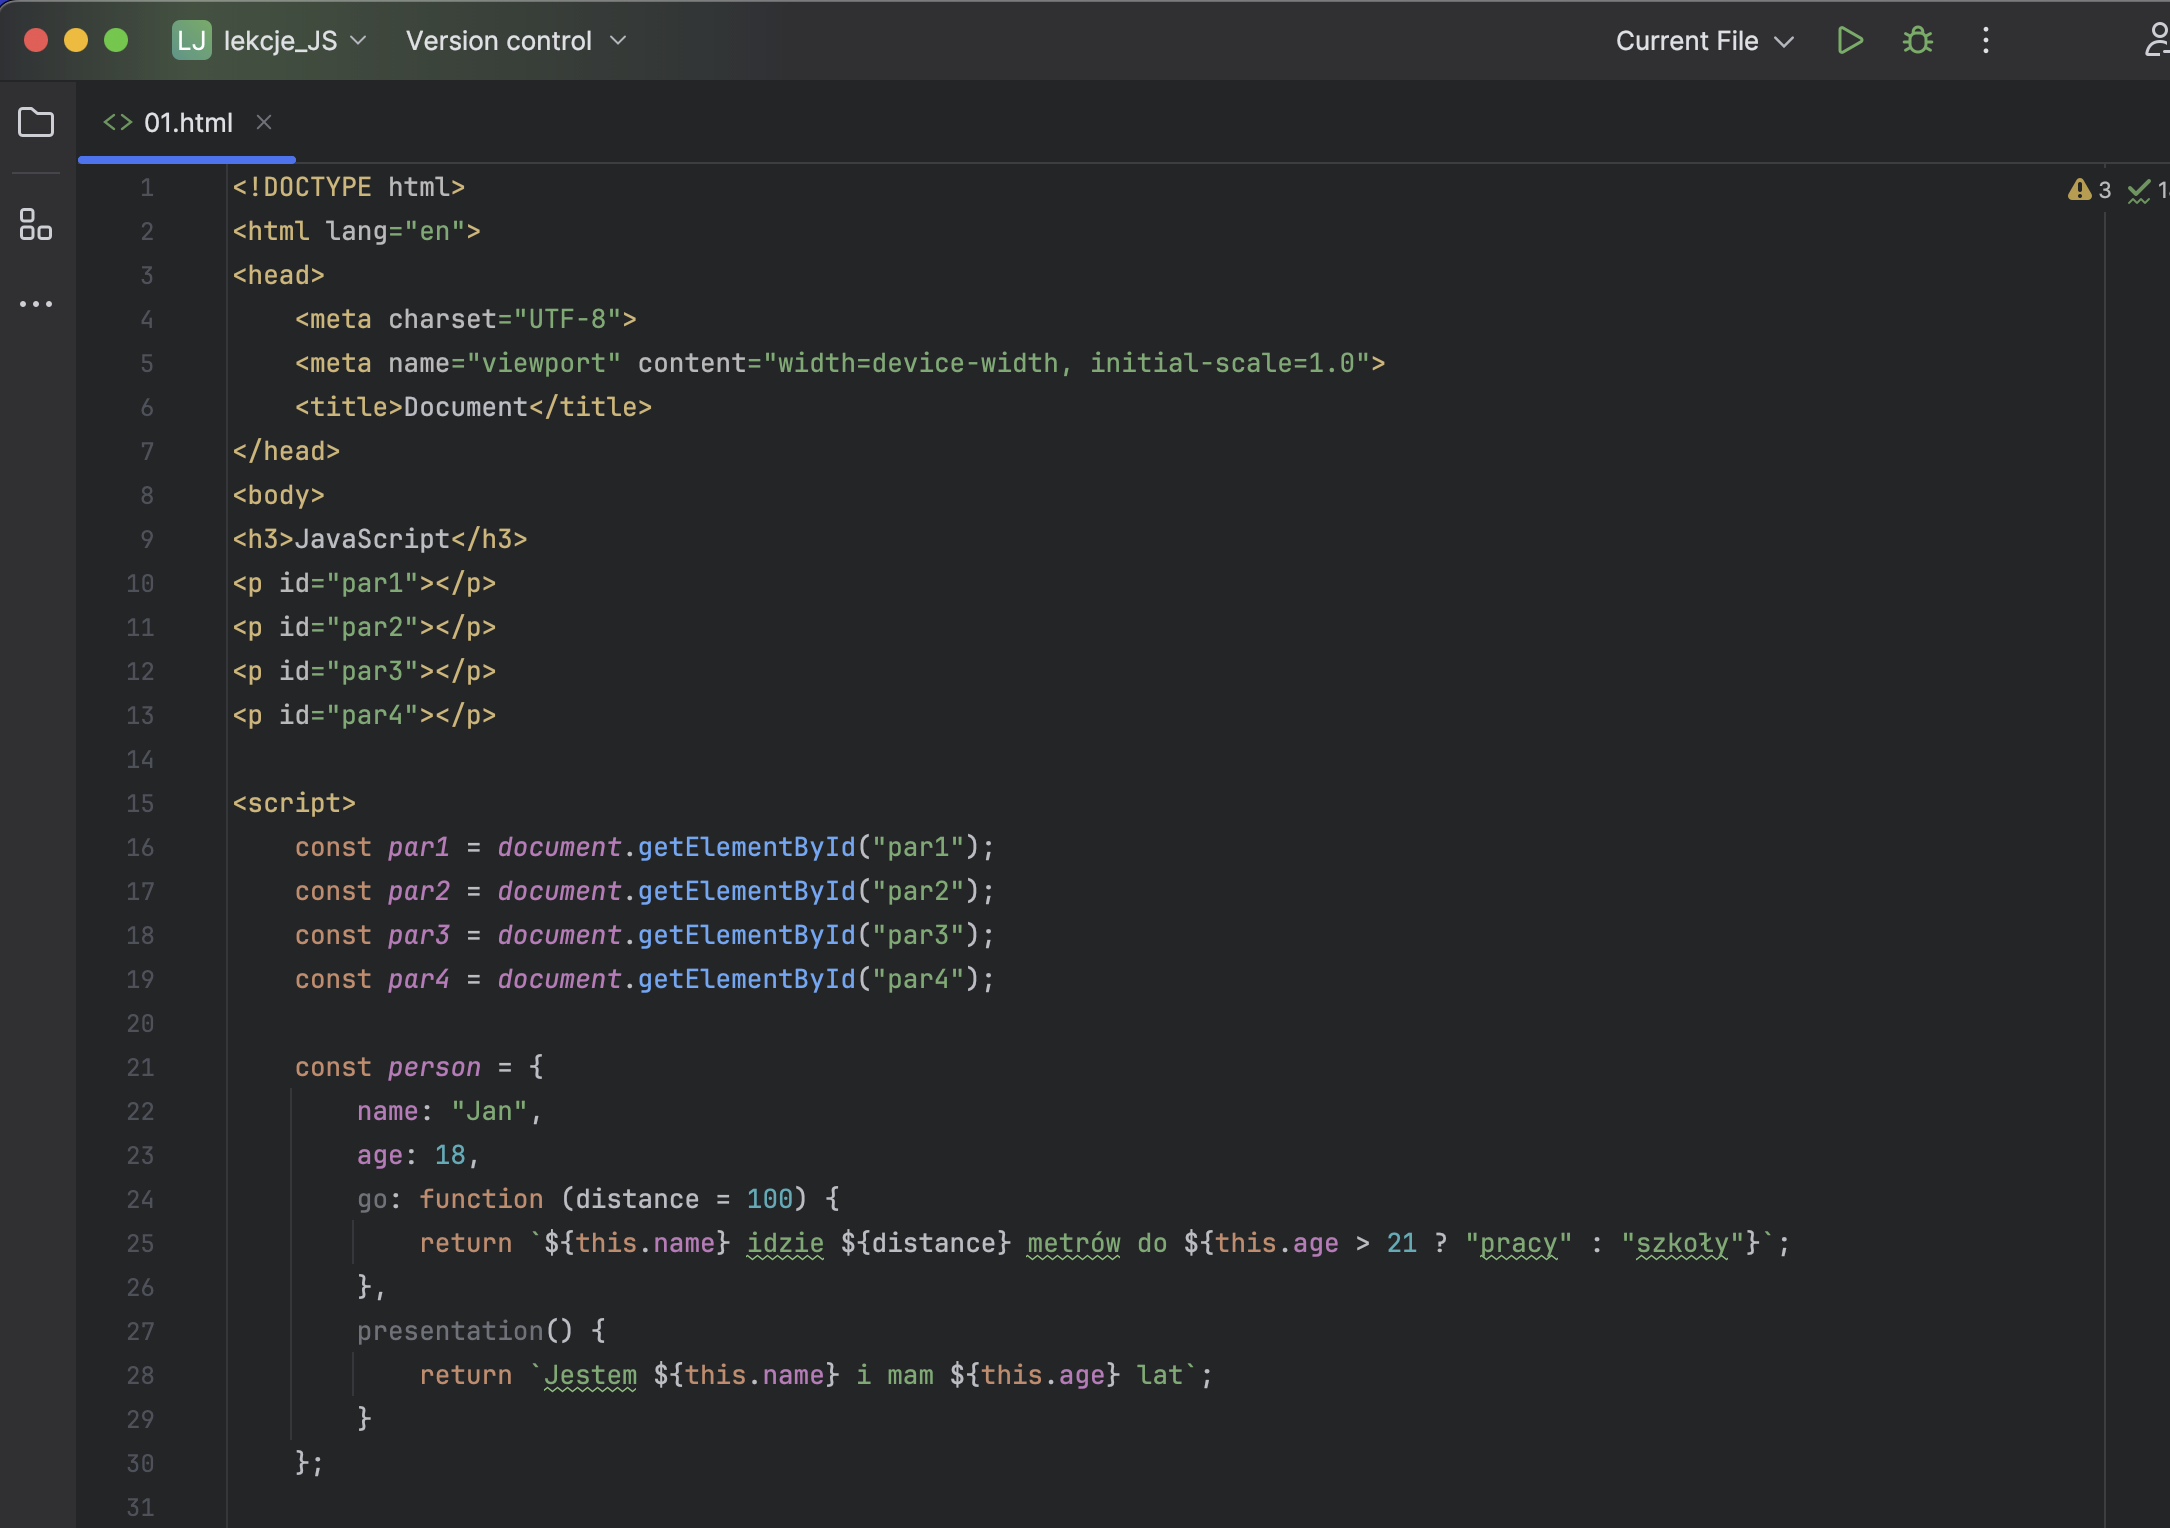 LJ lekcje_JS Version control Current File
01.html
3 1
1 <!DOCTYPE html>
2 <html lang="en">
3 <head>
4     <meta charset="UTF-8">
5     <meta name="viewport" content="width=device-width, initial-scale=1.0">
6     <title>Document</title>
7 </head>
8 <body>
9 <h3>JavaScript</h3>
10 <p id="par1"></p>
11 <p id="par2"></p>
12 <p id="par3"></p>
13 <p id="par4"></p>
14
15 <script>
16     const par1 = document.getElementById("par1");
17     const par2 = document.getElementById("par2");
18     const par3 = document.getElementById("par3");
19     const par4 = document.getElementById("par4");
20
21     const person = {
22         name: "Jan",
23         age: 18,
24         go: function (distance = 100) {
25             return `${this.name} idzie ${distance} metrów do ${this.age > 21 ? "pracy" : "szkoły"}`;
26         },
27         presentation() {
28             return `Jestem ${this.name} i mam ${this.age} lat`;
29         }
30     };
31